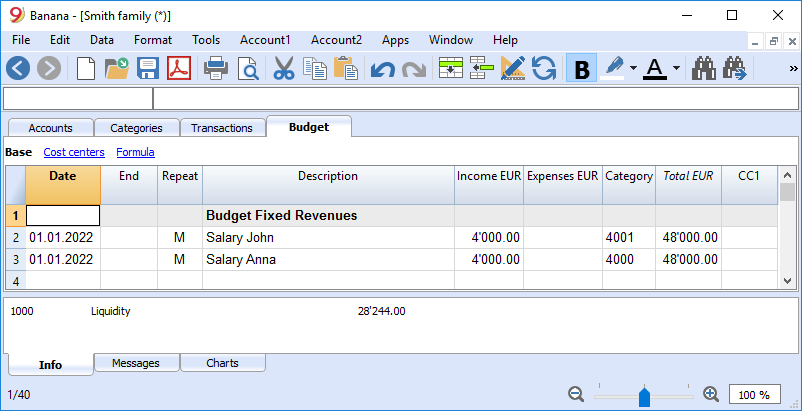 9 Banana - [Smith family (*)]
File Edit Data Format Tools Account1 Account2 Apps Window Help
B A »
Accounts Categories Transactions Budget
Base Cost centers Formula
Date End Repeat Description Income EUR Expenses EUR Category Total EUR CC1
1 Budget Fixed Revenues
2 01.01.2022 M Salary John 4'000.00 4001 48'000.00
3 01.01.2022 M Salary Anna 4'000.00 4000 48'000.00
4
1000 Liquidity 28'244.00
Info Messages Charts
1/40 100 %